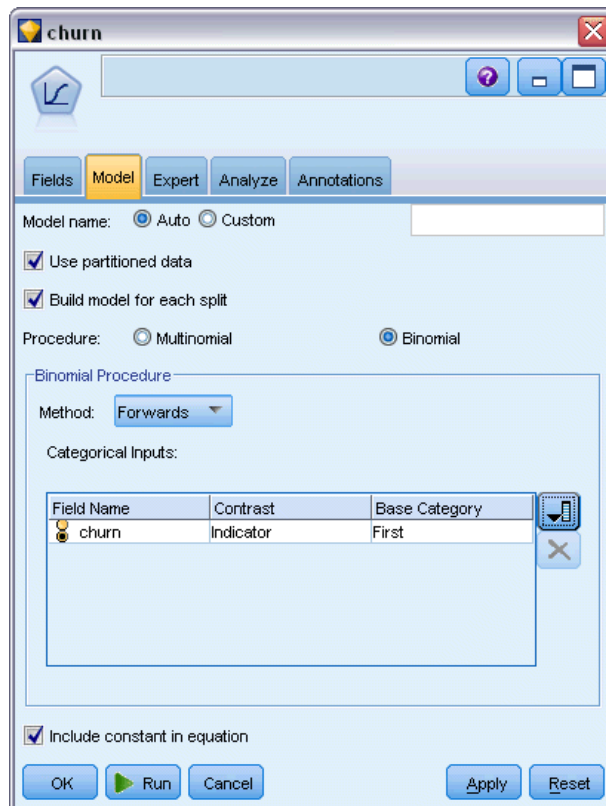 churn
Fields Model Expert Analyze Annotations
Model name: Auto Custom
Use partitioned data
Build model for each split
Procedure: Multinomial Binomial
Binomial Procedure
Method: Forwards
Categorical Inputs:
Field Name Contrast Base Category
churn Indicator First
Include constant in equation
OK Run Cancel Apply Reset